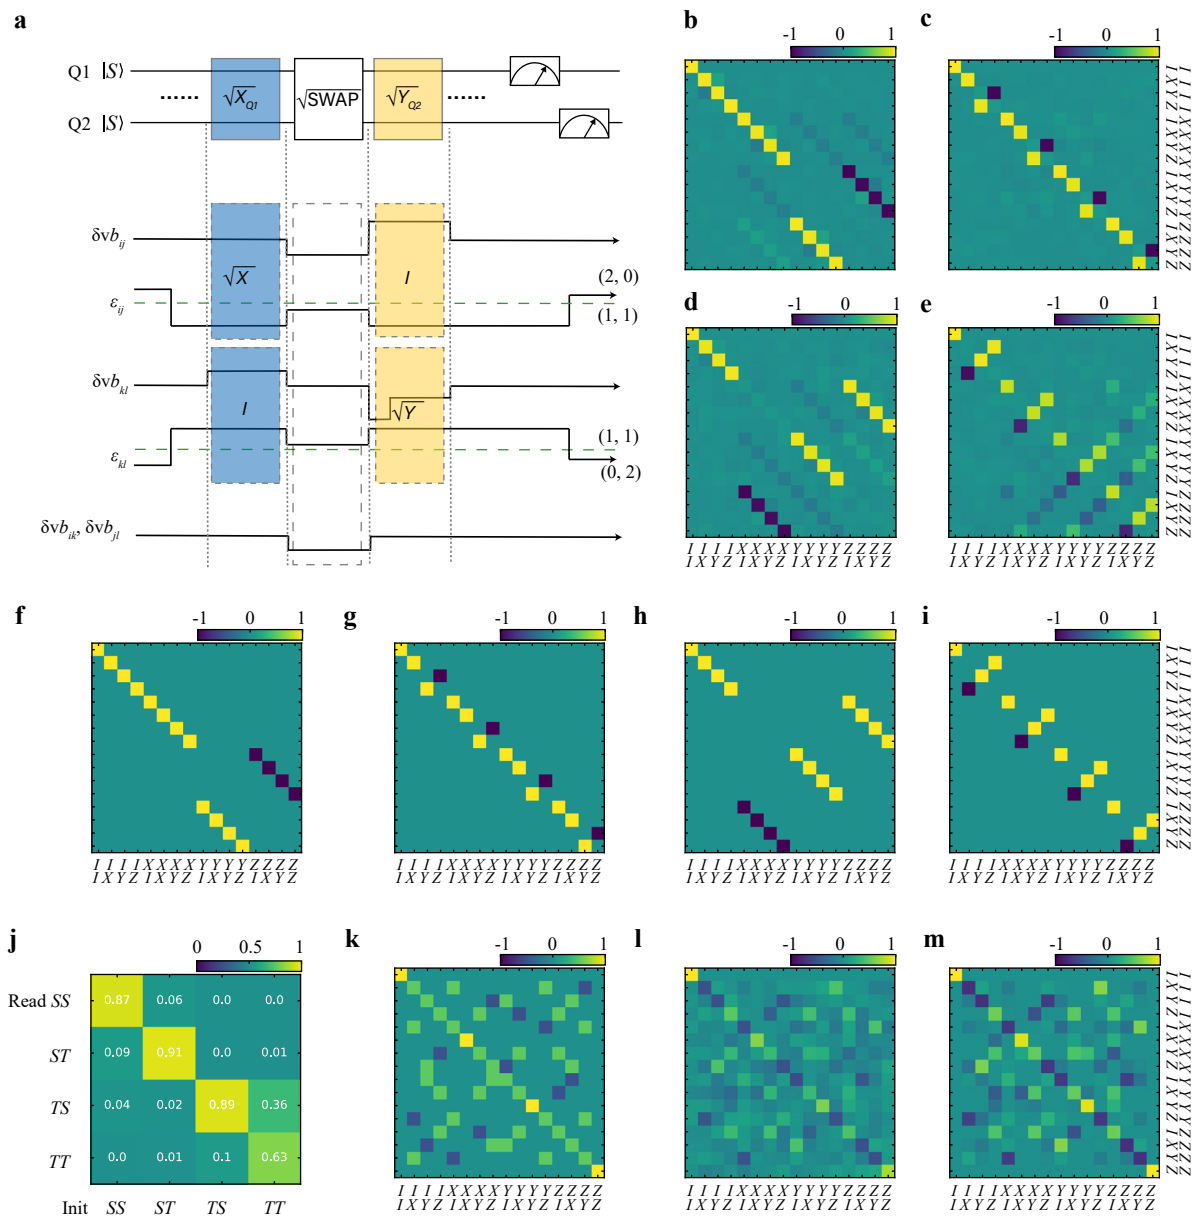 a
Q1 |S⟩
Q2 |S⟩
......
√X_Q1
√SWAP
√Y_Q2
......
δvb_ij
√X
I
(2, 0)
ε_ij
(1, 1)
δvb_kl
I
√Y
(1, 1)
ε_kl
(0, 2)
δvb_ik, δvb_jl
b
-1 0 1
c
-1 0 1
I I I I X X X X Y Y Y Y Z Z Z Z
I X Y Z I X Y Z I X Y Z I X Y Z
d
-1 0 1
I I I I X X X X Y Y Y Y Z Z Z Z
I X Y Z I X Y Z I X Y Z I X Y Z
e
-1 0 1
I I I I X X X X Y Y Y Y Z Z Z Z
I X Y Z I X Y Z I X Y Z I X Y Z
I I I I X X X X Y Y Y Y Z Z Z Z
I X Y Z I X Y Z I X Y Z I X Y Z
f
-1 0 1
I I I I X X X X Y Y Y Y Z Z Z Z
I X Y Z I X Y Z I X Y Z I X Y Z
g
-1 0 1
I I I I X X X X Y Y Y Y Z Z Z Z
I X Y Z I X Y Z I X Y Z I X Y Z
h
-1 0 1
I I I I X X X X Y Y Y Y Z Z Z Z
I X Y Z I X Y Z I X Y Z I X Y Z
i
-1 0 1
I I I I X X X X Y Y Y Y Z Z Z Z
I X Y Z I X Y Z I X Y Z I X Y Z
I I I I X X X X Y Y Y Y Z Z Z Z
I X Y Z I X Y Z I X Y Z I X Y Z
j
0 0.5 1
Read SS 0.87 0.06 0.0 0.0
ST 0.09 0.91 0.0 0.01
TS 0.04 0.02 0.89 0.36
TT 0.0 0.01 0.1 0.63
Init SS ST TS TT
k
-1 0 1
I I I I X X X X Y Y Y Y Z Z Z Z
I X Y Z I X Y Z I X Y Z I X Y Z
l
-1 0 1
I I I I X X X X Y Y Y Y Z Z Z Z
I X Y Z I X Y Z I X Y Z I X Y Z
m
-1 0 1
I I I I X X X X Y Y Y Y Z Z Z Z
I X Y Z I X Y Z I X Y Z I X Y Z
I I I I X X X X Y Y Y Y Z Z Z Z
I X Y Z I X Y Z I X Y Z I X Y Z